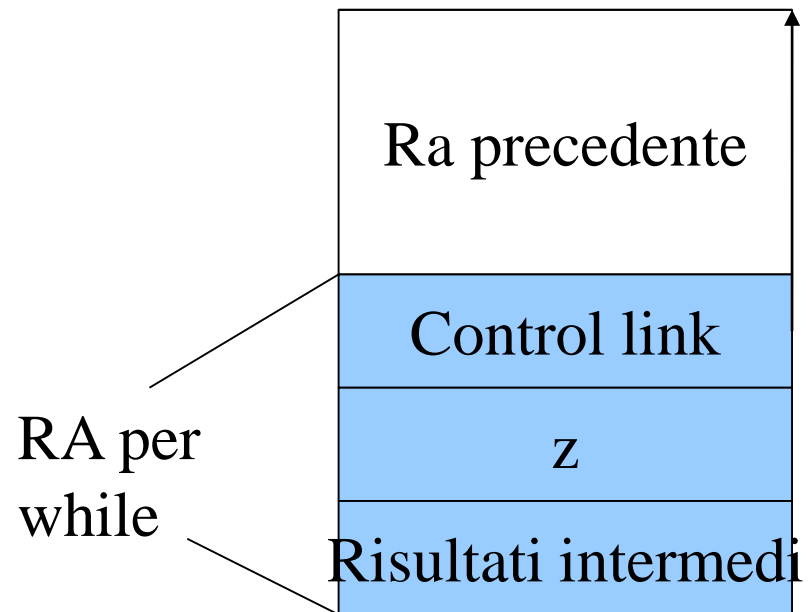 Ra precedente
Control link
RA per
while
z
Risultati intermedi